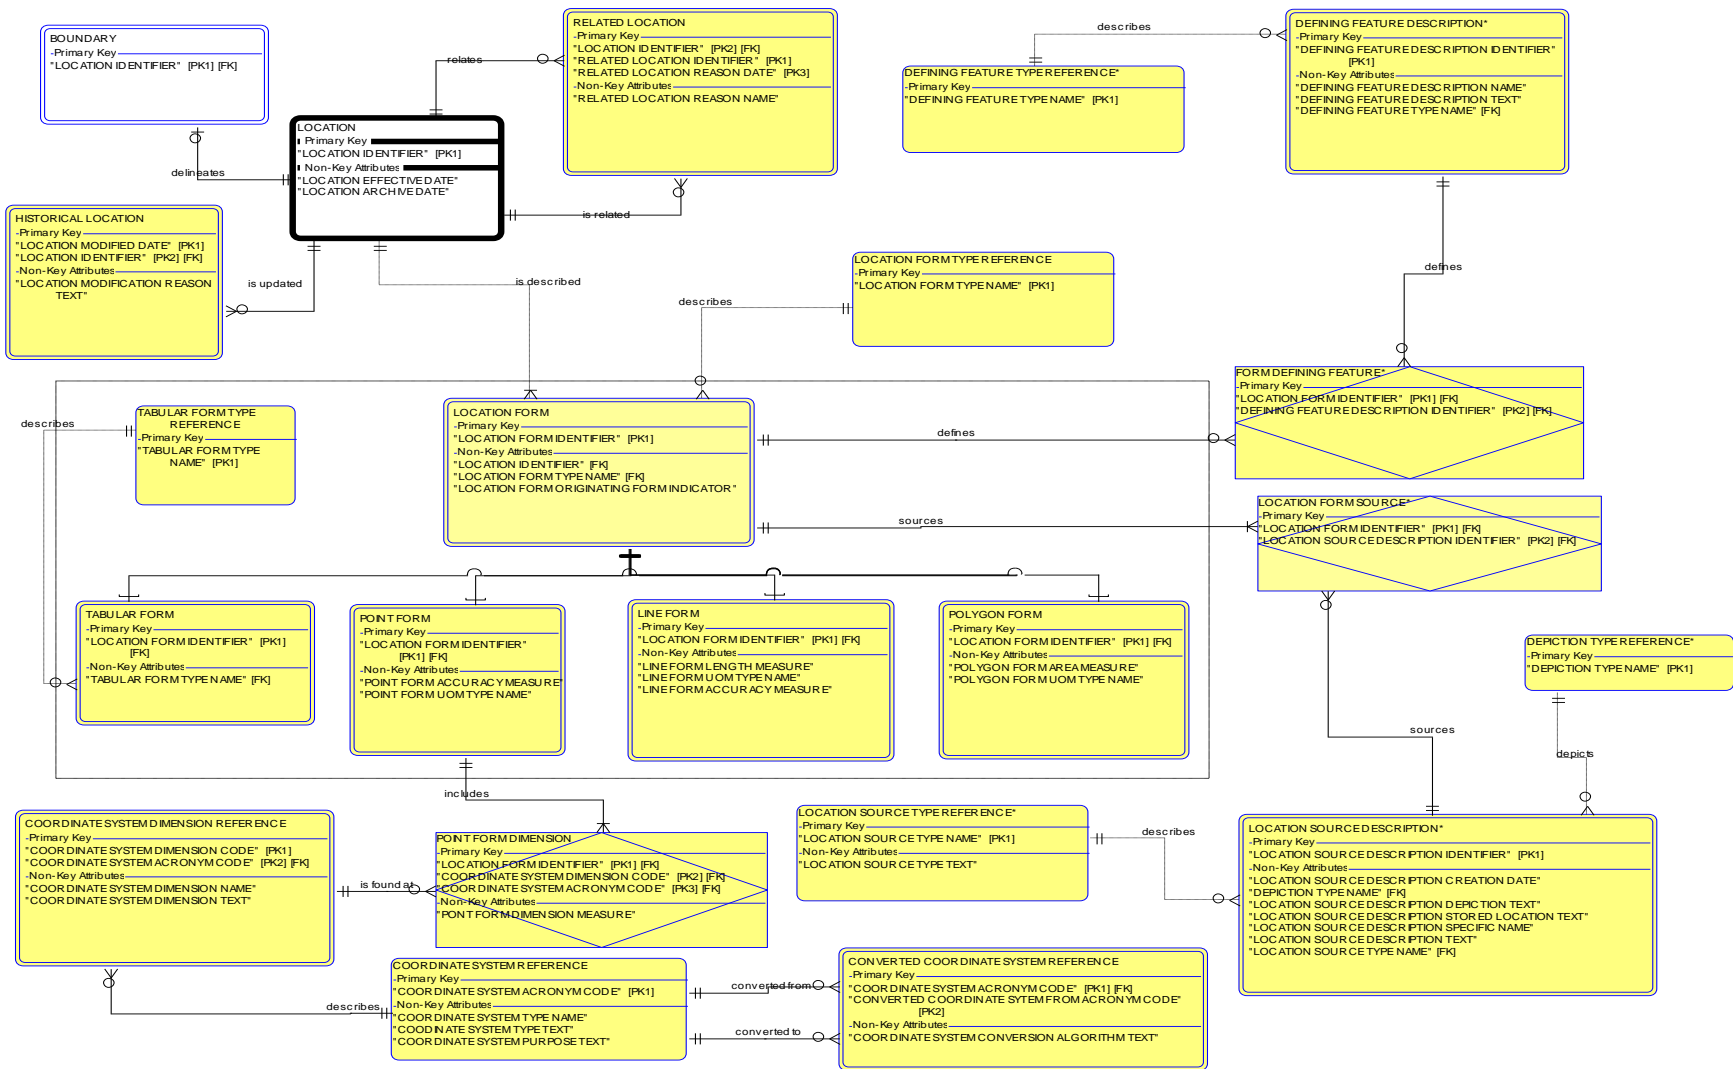 BOUNDARY
-Primary Key
"LOCATION IDENTIFIER" [PK1] [FK]
RELATED LOCATION
-Primary Key
"LOCATION IDENTIFIER" [PK2] [FK]
"RELATED LOCATION IDENTIFIER" [PK1]
"RELATED LOCATION REASON DATE" [PK3]
-Non-Key Attributes
"RELATED LOCATION REASON NAME"
describes
DEFINING FEATURE TYPE REFERENCE*
-Primary Key
"DEFINING FEATURE TYPE NAME" [PK1]
DEFINING FEATURE DESCRIPTION*
-Primary Key
"DEFINING FEATURE DESCRIPTION IDENTIFIER"
[PK1]
-Non-Key Attributes
"DEFINING FEATURE DESCRIPTION NAME"
"DEFINING FEATURE DESCRIPTION TEXT"
"DEFINING FEATURE TYPE NAME" [FK]
relates
LOCATION
Primary Key
"LOCATION IDENTIFIER" [PK1]
Non-Key Attributes
"LOCATION EFFECTIVE DATE"
"LOCATION ARCHIVE DATE"
delineates
is related
HISTORICAL LOCATION
-Primary Key
"LOCATION MODIFIED DATE" [PK1]
"LOCATION IDENTIFIER" [PK2] [FK]
-Non-Key Attributes
"LOCATION MODIFICATION REASON
TEXT"
is updated
is described
describes
LOCATION FORM TYPE REFERENCE
-Primary Key
"LOCATION FORM TYPE NAME" [PK1]
defines
FORM DEFINING FEATURE*
-Primary Key
"LOCATION FORM IDENTIFIER" [PK1] [FK]
"DEFINING FEATURE DESCRIPTION IDENTIFIER" [PK2] [FK]
describes
TABULAR FORM TYPE
REFERENCE
-Primary Key
"TABULAR FORM TYPE
NAME" [PK1]
LOCATION FORM
-Primary Key
"LOCATION FORM IDENTIFIER" [PK1]
-Non-Key Attributes
"LOCATION IDENTIFIER" [FK]
"LOCATION FORM TYPE NAME" [FK]
"LOCATION FORM ORIGINATING FORM INDICATOR"
defines
sources
LOCATION FORM SOURCE*
-Primary Key
"LOCATION FORM IDENTIFIER" [PK1] [FK]
"LOCATION SOURCE DESCRIPTION IDENTIFIER" [PK2] [FK]
TABULAR FORM
-Primary Key
"LOCATION FORM IDENTIFIER" [PK1]
[FK]
-Non-Key Attributes
"TABULAR FORM TYPE NAME" [FK]
POINT FORM
-Primary Key
"LOCATION FORM IDENTIFIER"
[PK1] [FK]
-Non-Key Attributes
"POINT FORM ACCURACY MEASURE"
"POINT FORM UOM TYPE NAME"
LINE FORM
-Primary Key
"LOCATION FORM IDENTIFIER" [PK1] [FK]
-Non-Key Attributes
"LINE FORM LENGTH MEASURE"
"LINE FORM UOM TYPE NAME"
"LINE FORM ACCURACY MEASURE"
POLYGON FORM
-Primary Key
"LOCATION FORM IDENTIFIER" [PK1] [FK]
-Non-Key Attributes
"POLYGON FORM AREA MEASURE"
"POLYGON FORM UOM TYPE NAME"
DEPICTION TYPE REFERENCE*
-Primary Key
"DEPICTION TYPE NAME" [PK1]
sources
depicts
includes
COORDINATE SYSTEM DIMENSION REFERENCE
-Primary Key
"COORDINATE SYSTEM DIMENSION CODE" [PK1]
"COORDINATE SYSTEM ACRONYM CODE" [PK2] [FK]
-Non-Key Attributes
"COORDINATE SYSTEM DIMENSION NAME"
"COORDINATE SYSTEM DIMENSION TEXT"
is found at
POINT FORM DIMENSION
-Primary Key
"LOCATION FORM IDENTIFIER" [PK1] [FK]
"COORDINATE SYSTEM DIMENSION CODE" [PK2] [FK]
"COORDINATE SYSTEM ACRONYM CODE" [PK3] [FK]
-Non-Key Attributes
"PONT FORM DIMENSION MEASURE"
LOCATION SOURCE TYPE REFERENCE*
-Primary Key
"LOCATION SOURCE TYPE NAME" [PK1]
-Non-Key Attributes
"LOCATION SOURCE TYPE TEXT"
describes
LOCATION SOURCE DESCRIPTION*
-Primary Key
"LOCATION SOURCE DESCRIPTION IDENTIFIER" [PK1]
-Non-Key Attributes
"LOCATION SOURCE DESCRIPTION CREATION DATE"
"DEPICTION TYPE NAME" [FK]
"LOCATION SOURCE DESCRIPTION DEPICTION TEXT"
"LOCATION SOURCE DESCRIPTION STORED LOCATION TEXT"
"LOCATION SOURCE DESCRIPTION SPECIFIC NAME"
"LOCATION SOURCE DESCRIPTION TEXT"
"LOCATION SOURCE TYPE NAME" [FK]
describes
COORDINATE SYSTEM REFERENCE
-Primary Key
"COORDINATE SYSTEM ACRONYM CODE" [PK1]
-Non-Key Attributes
"COORDINATE SYSTEM TYPE NAME"
"COODINATE SYSTEM TYPE TEXT"
"COORDINATE SYSTEM PURPOSE TEXT"
converted from
converted to
CONVERTED COORDINATE SYSTEM REFERENCE
-Primary Key
"COORDINATE SYSTEM ACRONYM CODE" [PK1] [FK]
"CONVERTED COORDINATE SYTEM FROM ACRONYM CODE"
[PK2]
-Non-Key Attributes
"COORDINATE SYSTEM CONVERSION ALGORITHM TEXT"